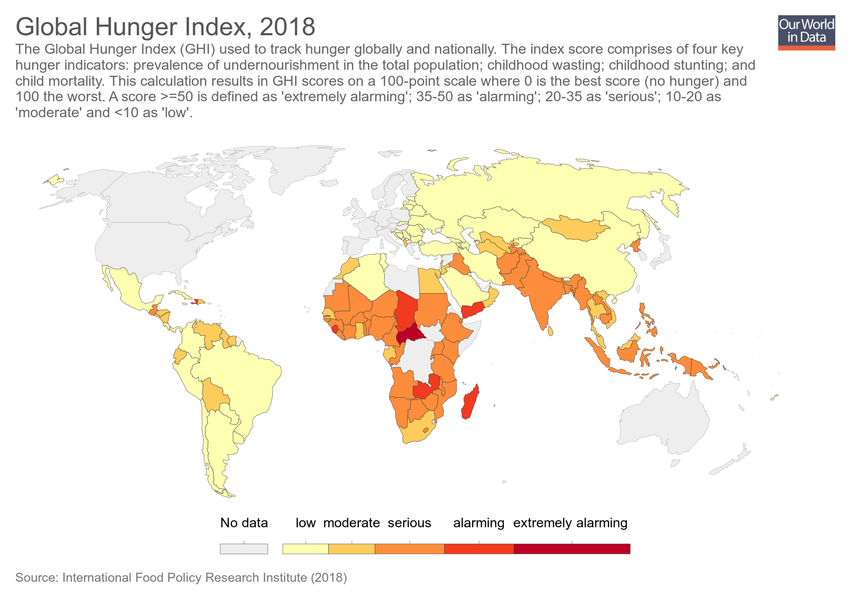 Global Hunger Index, 2018
Our World
in Data
The Global Hunger Index (GHI) used to track hunger globally and nationally. The index score comprises of four key
hunger indicators: prevalence of undernourishment in the total population; childhood wasting; childhood stunting; and
child mortality. This calculation results in GHI scores on a 100-point scale where 0 is the best score (no hunger) and
100 the worst. A score >=50 is defined as 'extremely alarming'; 35-50 as 'alarming'; 20-35 as 'serious'; 10-20 as
'moderate' and <10 as 'low'.
No data low moderate serious alarming extremely alarming
Source: International Food Policy Research Institute (2018)